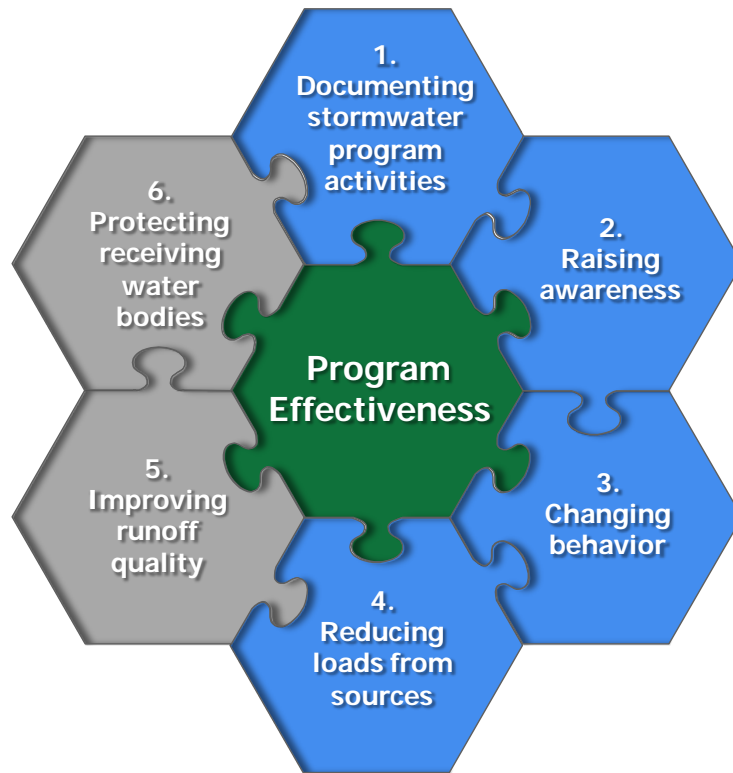 1.
Documenting
stormwater
program
activities
2.
Raising
awareness
3.
Changing
behavior
4.
Reducing
loads from
sources
5.
Improving
runoff
quality
6.
Protecting
receiving
water
bodies
Program
Effectiveness